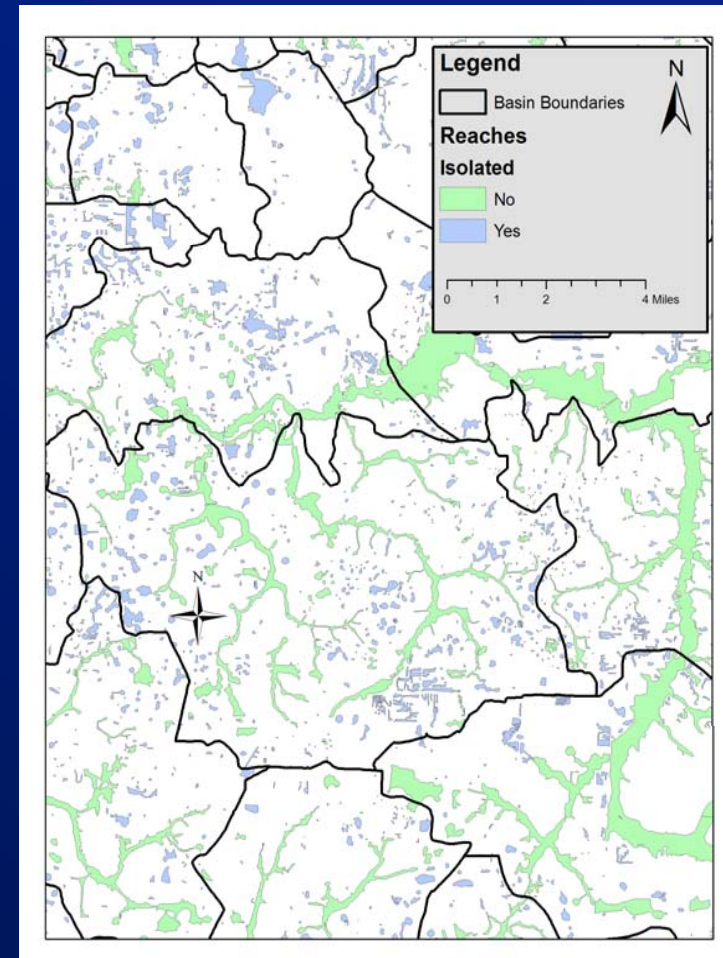 Legend
N
Basin Boundaries
Reaches
Isolated
No
Yes
0 1 2 4 Miles
N